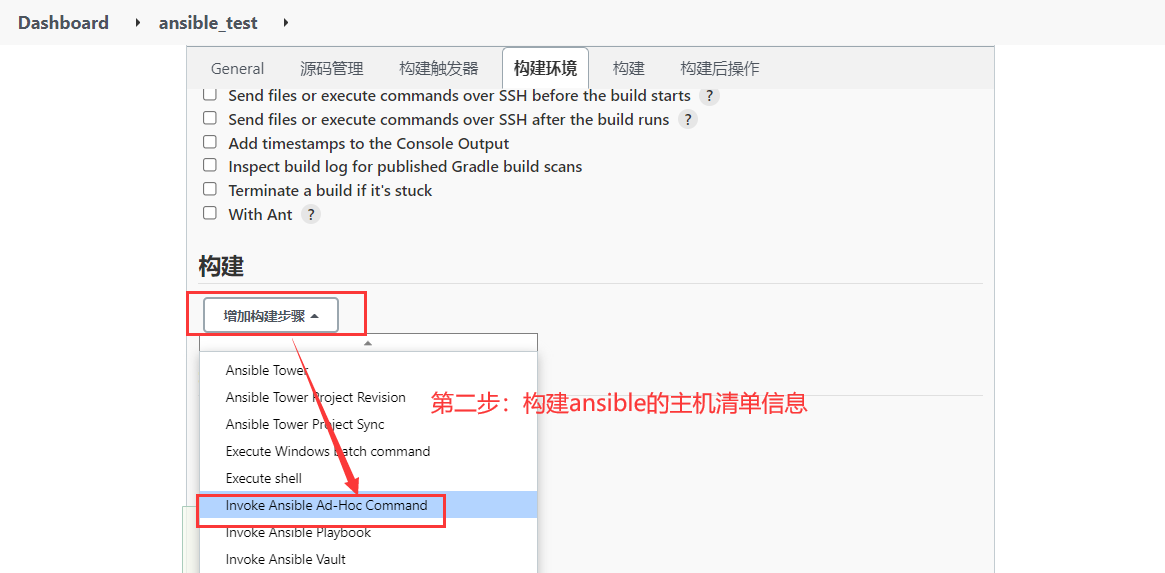 Dashboard ansible_test
General 源码管理 构建触发器 构建环境 构建 构建后操作
Send files or execute commands over SSH before the build starts ?
Send files or execute commands over SSH after the build runs ?
Add timestamps to the Console Output
Inspect build log for published Gradle build scans
Terminate a build if it's stuck
With Ant ?
构建
增加构建步骤
Ansible Tower
Ansible Tower Project Revision
第二步：构建ansible的主机清单信息
Ansible Tower Project Sync
Execute Windows batch command
Execute shell
Invoke Ansible Ad-Hoc Command
Invoke Ansible Playbook
Invoke Ansible Vault